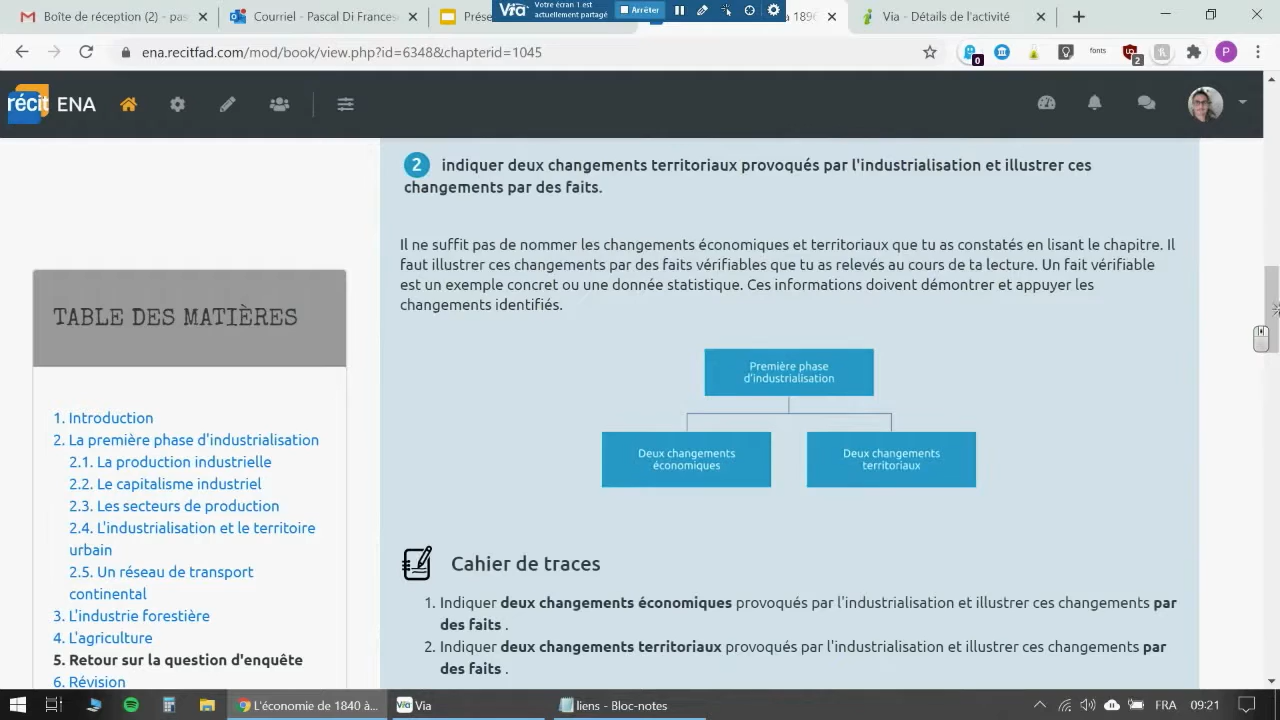 Boîte de réception – (
Courriel - Pascal Di Frances
Prése
Via
Votre écran 1 est
actuellement partagé
Arrêter
Via - Détails de l'activité
ena.recitfad.com/mod/book/view.php?id=6348&chapterid=1045
0
fonts
2
P
récit ENA
2 indiquer deux changements territoriaux provoqués par l'industrialisation et illustrer ces
changements par des faits.
Il ne suffit pas de nommer les changements économiques et territoriaux que tu as constatés en lisant le chapitre. Il
faut illustrer ces changements par des faits vérifiables que tu as relevés au cours de ta lecture. Un fait vérifiable
est un exemple concret ou une donnée statistique. Ces informations doivent démontrer et appuyer les
changements identifiés.
TABLE DES MATIÈRES
1. Introduction
2. La première phase d'industrialisation
2.1. La production industrielle
2.2. Le capitalisme industriel
2.3. Les secteurs de production
2.4. L'industrialisation et le territoire
urbain
2.5. Un réseau de transport
continental
3. L'industrie forestière
4. L'agriculture
5. Retour sur la question d'enquête
6. Révision
Première phase
d'industrialisation
Deux changements
économiques
Deux changements
territoriaux
Cahier de traces
1. Indiquer deux changements économiques provoqués par l'industrialisation et illustrer ces changements par
des faits .
2. Indiquer deux changements territoriaux provoqués par l'industrialisation et illustrer ces changements par
des faits .
L'économie de 1840 à...
Via
liens - Bloc-notes
FRA
09:21